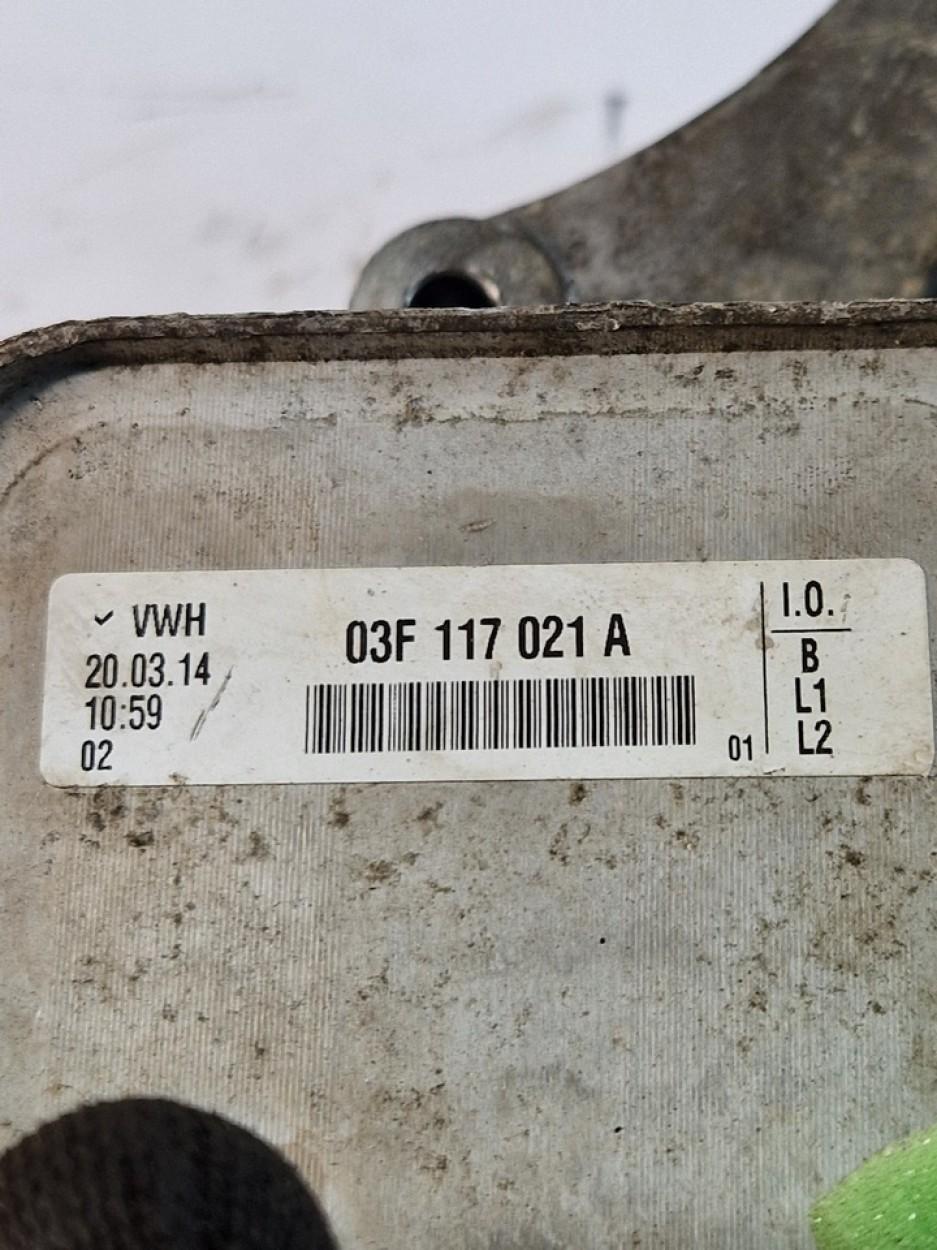 VWH
20.03.14
10:59
02
03F 117 021 A
01
I.O.
B
L1
L2